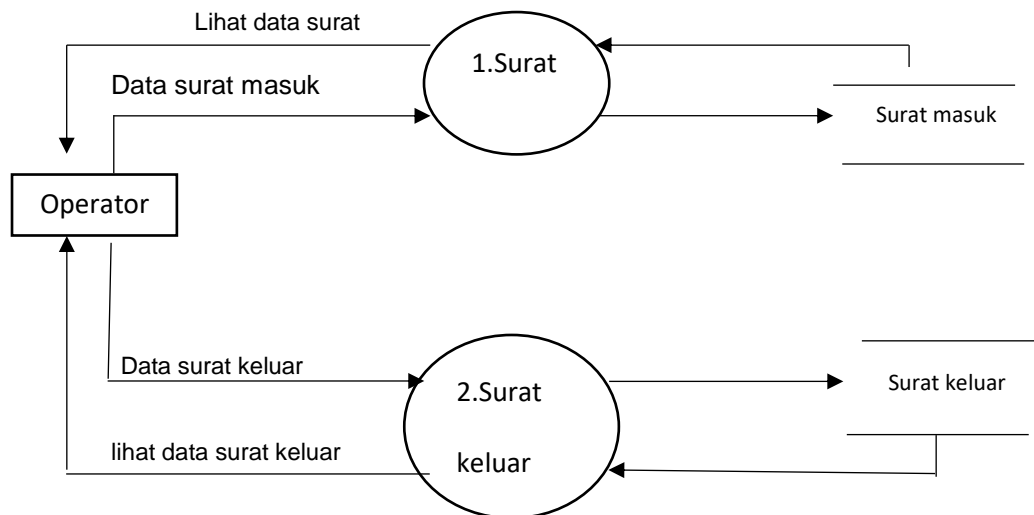 Lihat data surat
1.Surat
Data surat masuk
Surat masuk
Operator
Data surat keluar
2.Surat
keluar
Surat keluar
lihat data surat keluar